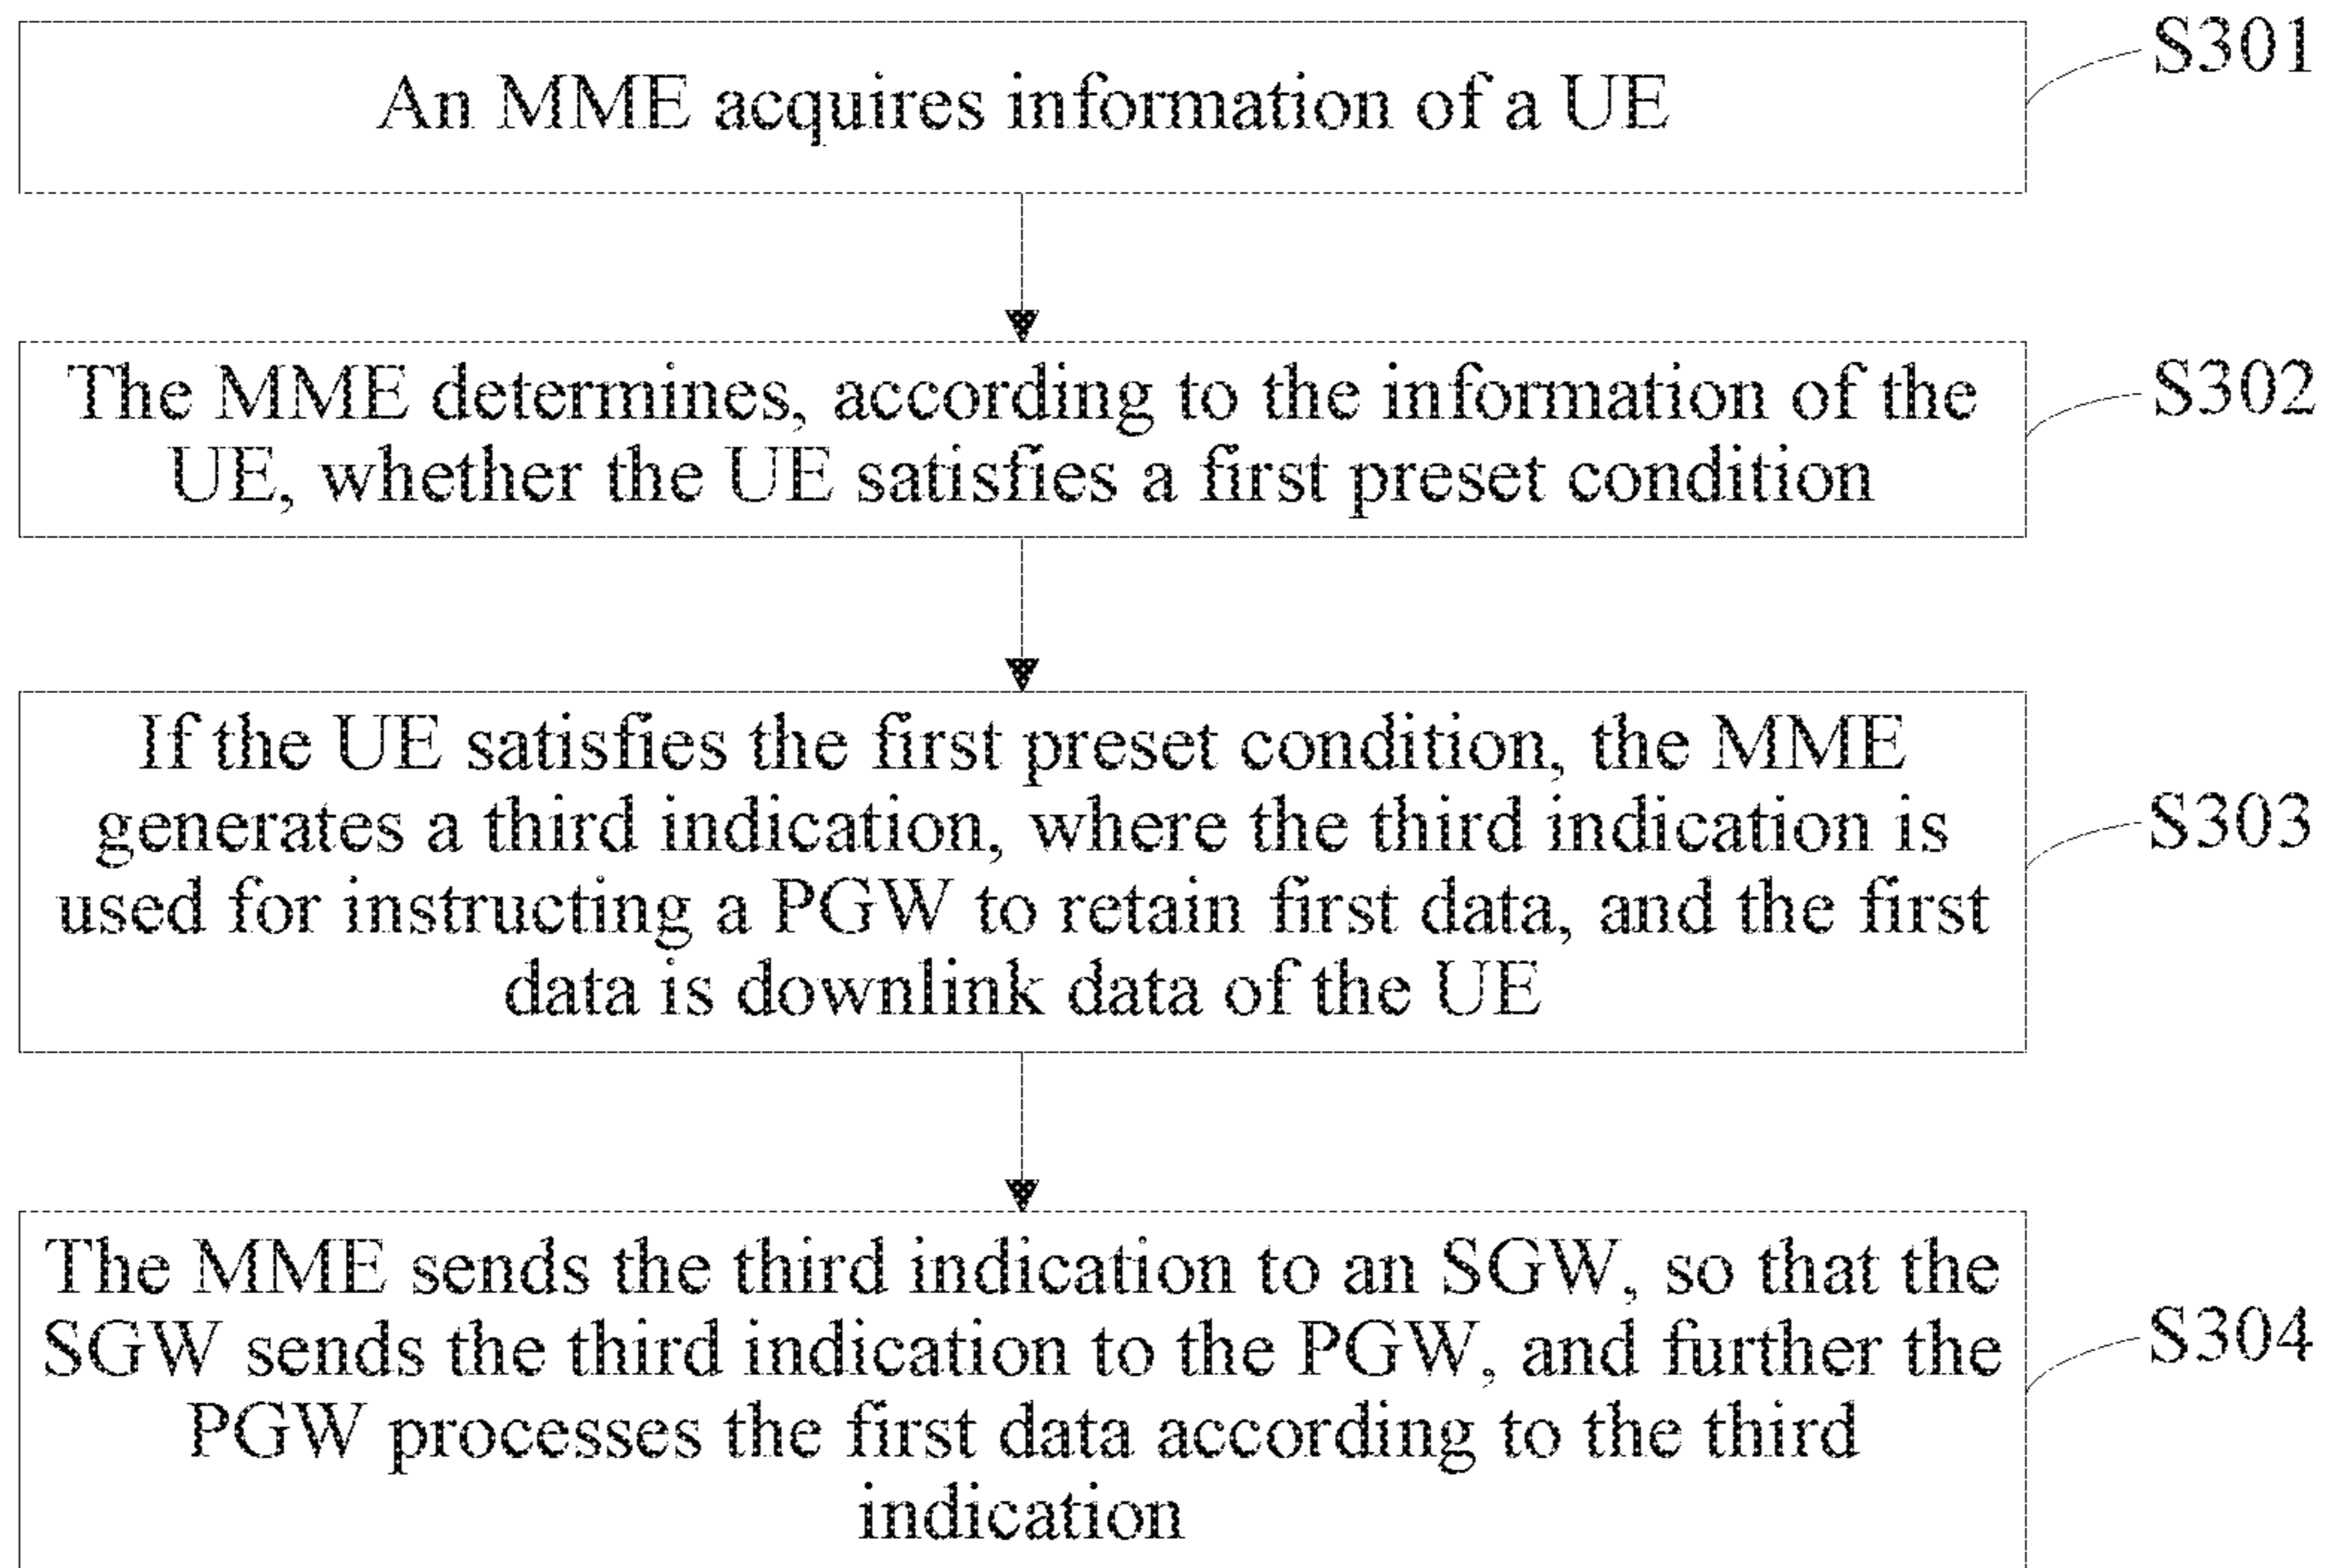 An MME acquires information of a UE
S301
The MME determines, according to the information of the
UE, whether the UE satisfies a first preset condition
S302
If the UE satisfies the first preset condition, the MME
generates a third indication, where the third indication is
used for instructing a PGW to retain first data, and the first
data is downlink data of the UE
S303
The MME sends the third indication to an SGW, so that the
SGW sends the third indication to the PGW, and further the
PGW processes the first data according to the third
indication
S304